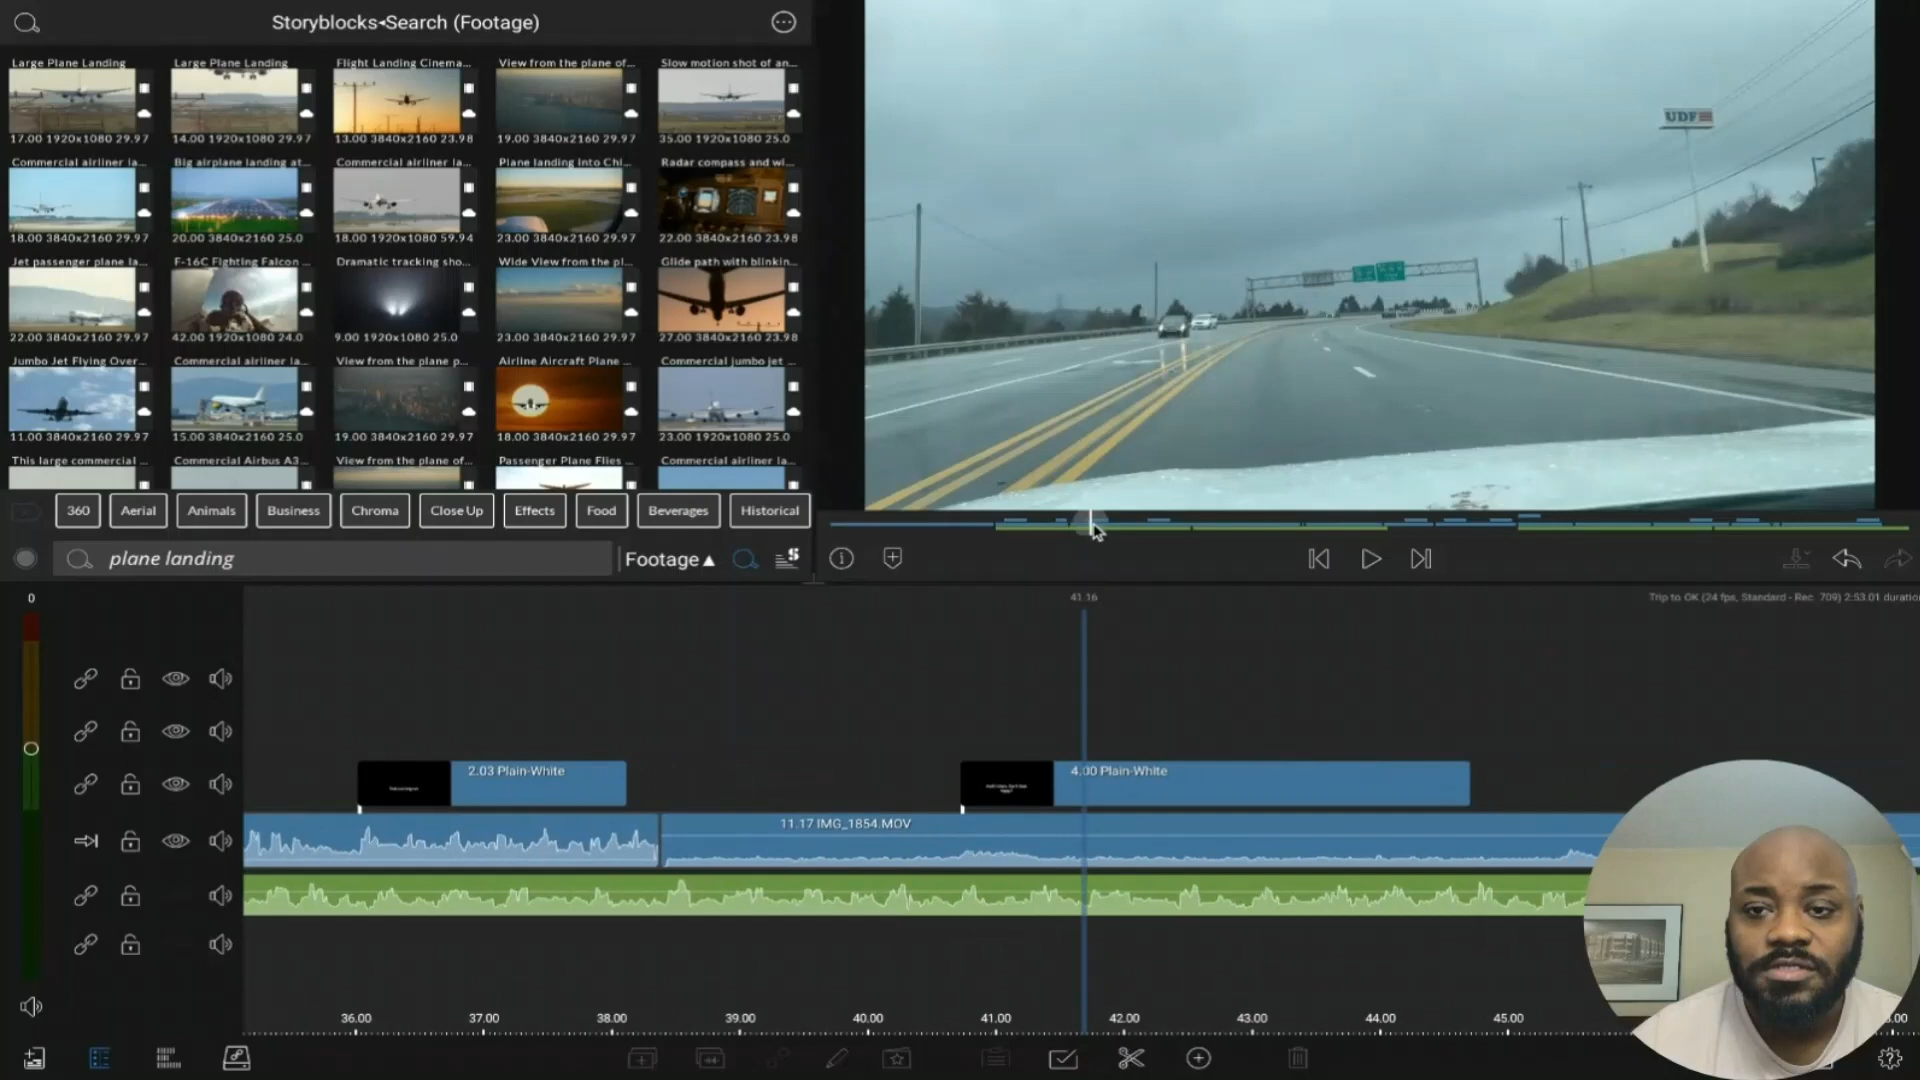 Storyblocks◂Search (Footage)
Large Plane Landing
Large Plane Landing
Flight Landing Cinema...
View from the plane of...
Slow motion shot of an...
17.00 1920x1080 29.97
14.00 1920x1080 29.97
13.00 3840x2160 23.98
19.00 3840x2160 29.97
35.00 1920x1080 25.0
UDF
Commercial airliner la...
Big airplane landing at...
Commercial airliner la...
Plane landing Into Chi...
Radar compass and wi...
18.00 3840x2160 29.97
20.00 3840x2160 25.0
18.00 1920x1080 59.94
23.00 3840x2160 29.97
22.00 3840x2160 23.98
Jet passenger plane la...
F-16C Fighting Falcon ...
Dramatic tracking sho...
Wide View from the pl...
Glide path with blinkin...
22.00 3840x2160 29.97
42.00 1920x1080 24.0
9.00 1920x1080 25.0
23.00 3840x2160 29.97
27.00 3840x2160 23.98
Jumbo Jet Flying Over...
Commercial airliner la...
View from the plane p...
Airline Aircraft Plane ...
Commercial jumbo jet ...
11.00 3840x2160 29.97
15.00 3840x2160 25.0
19.00 3840x2160 29.97
18.00 3840x2160 29.97
23.00 1920x1080 25.0
This large commercial ...
Commercial Airbus A3...
View from the plane of...
Passenger Plane Flies ...
Commercial airliner la...
360 Aerial Animals Business Chroma Close Up Effects Food Beverages Historical
plane landing
Footage▲
0
41.16
Trip to OK (24 fps, Standard - Rec. 709) 2:53.01 duratio
2.03 Plain-White
4.00 Plain-White
11.17 IMG_1854.MOV
36.00 37.00 38.00 39.00 40.00 41.00 42.00 43.00 44.00 45.00